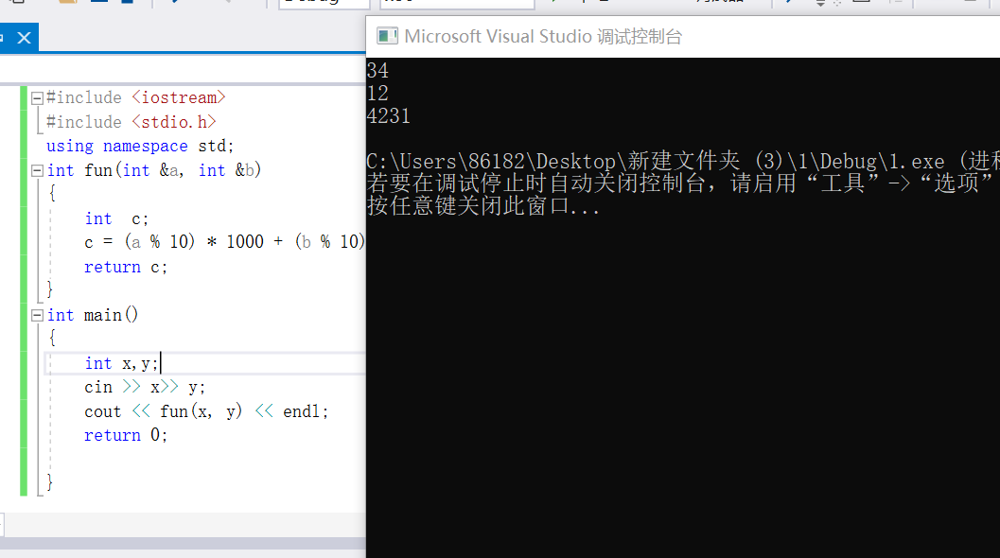 Microsoft Visual Studio 调试控制台
#include <iostream>
#include <stdio.h>
using namespace std;
int fun(int &a, int &b)
{
int  c;
c = (a % 10) * 1000 + (b % 10)
return c;
}
int main()
{
int x,y;
cin >> x>> y;
cout << fun(x, y) << endl;
return 0;
}
34
12
4231
C:\Users\86182\Desktop\新建文件夹 (3)\1\Debug\1.exe (进程
若要在调试停止时自动关闭控制台，请启用“工具”->“选项”
按任意键关闭此窗口...